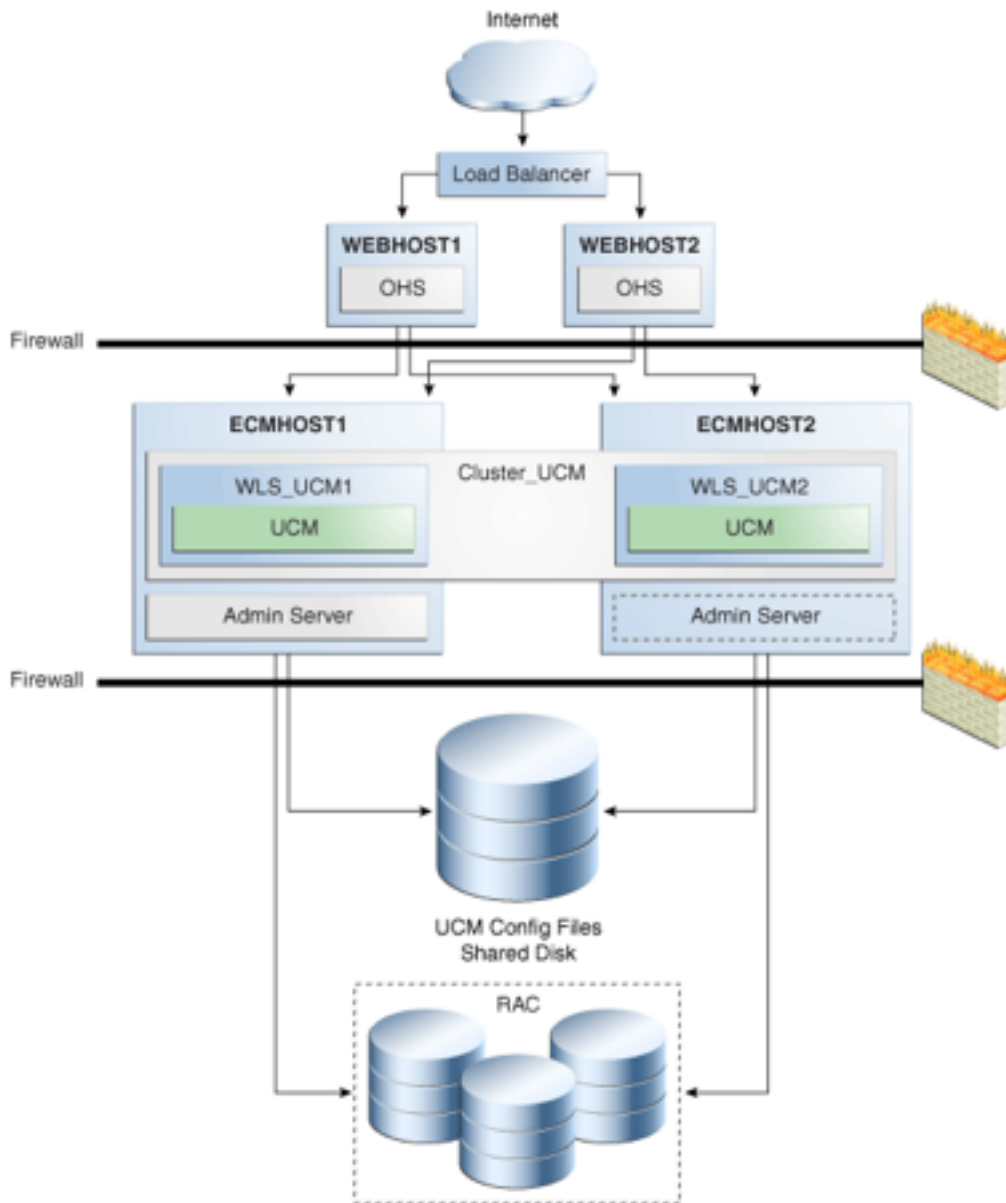 Internet
Load Balancer
WEBHOST1
WEBHOST2
OHS
OHS
Firewall
ECMHOST1
ECMHOST2
Cluster_UCM
WLS_UCM1
WLS_UCM2
UCM
UCM
Admin Server
Admin Server
Firewall
UCM Config Files
Shared Disk
RAC